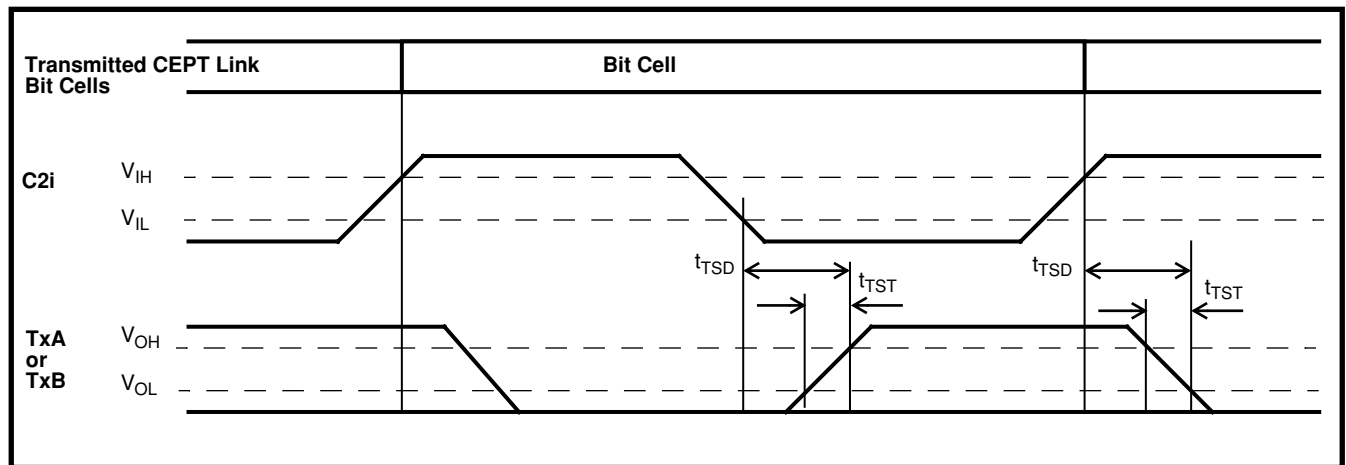 Transmitted CEPT Link
Bit Cells
Bit Cell
C2i
VIH
VIL
tTSD
tTST
tTSD
tTST
TxA
or
TxB
VOH
VOL